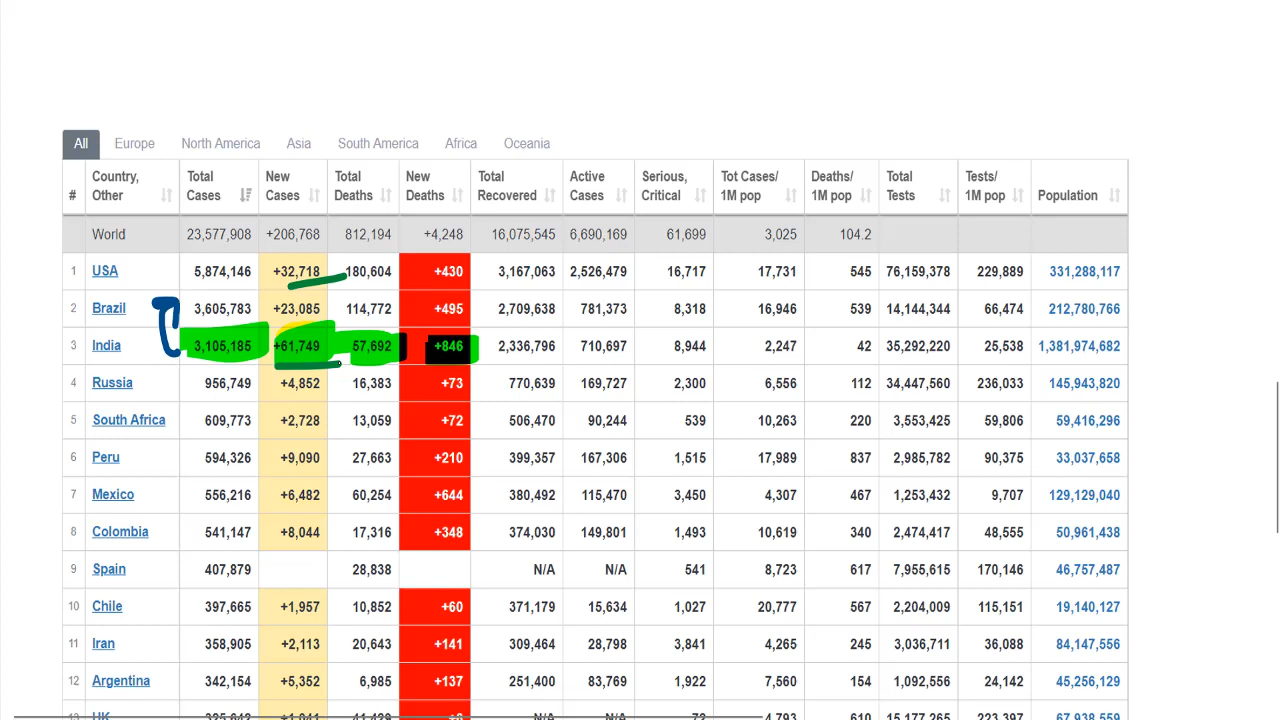 All Europe North America Asia South America Africa Oceania
# Country, Other Total Cases New Cases Total Deaths New Deaths Total Recovered Active Cases Serious, Critical Tot Cases/ 1M pop Deaths/ 1M pop Total Tests Tests/ 1M pop Population
World 23,577,908 +206,768 812,194 +4,248 16,075,545 6,690,169 61,699 3,025 104.2
1 USA 5,874,146 +32,718 180,604 +430 3,167,063 2,526,479 16,717 17,731 545 76,159,378 229,889 331,288,117
2 Brazil 3,605,783 +23,085 114,772 +495 2,709,638 781,373 8,318 16,946 539 14,144,344 66,474 212,780,766
3 India 3,105,185 +61,749 57,692 +846 2,336,796 710,697 8,944 2,247 42 35,292,220 25,538 1,381,974,682
4 Russia 956,749 +4,852 16,383 +73 770,639 169,727 2,300 6,556 112 34,447,560 236,033 145,943,820
5 South Africa 609,773 +2,728 13,059 +72 506,470 90,244 539 10,263 220 3,553,425 59,806 59,416,296
6 Peru 594,326 +9,090 27,663 +210 399,357 167,306 1,515 17,989 837 2,985,782 90,375 33,037,658
7 Mexico 556,216 +6,482 60,254 +644 380,492 115,470 3,450 4,307 467 1,253,432 9,707 129,129,040
8 Colombia 541,147 +8,044 17,316 +348 374,030 149,801 1,493 10,619 340 2,474,417 48,555 50,961,438
9 Spain 407,879 28,838 N/A N/A 541 8,723 617 7,955,615 170,146 46,757,487
10 Chile 397,665 +1,957 10,852 +60 371,179 15,634 1,027 20,777 567 2,204,009 115,151 19,140,127
11 Iran 358,905 +2,113 20,643 +141 309,464 28,798 3,841 4,265 245 3,036,711 36,088 84,147,556
12 Argentina 342,154 +5,352 6,985 +137 251,400 83,769 1,922 7,560 154 1,092,556 24,142 45,256,129
13 UK N/A N/A 72 4,793 610 15,177,265 223,397 67,938,559